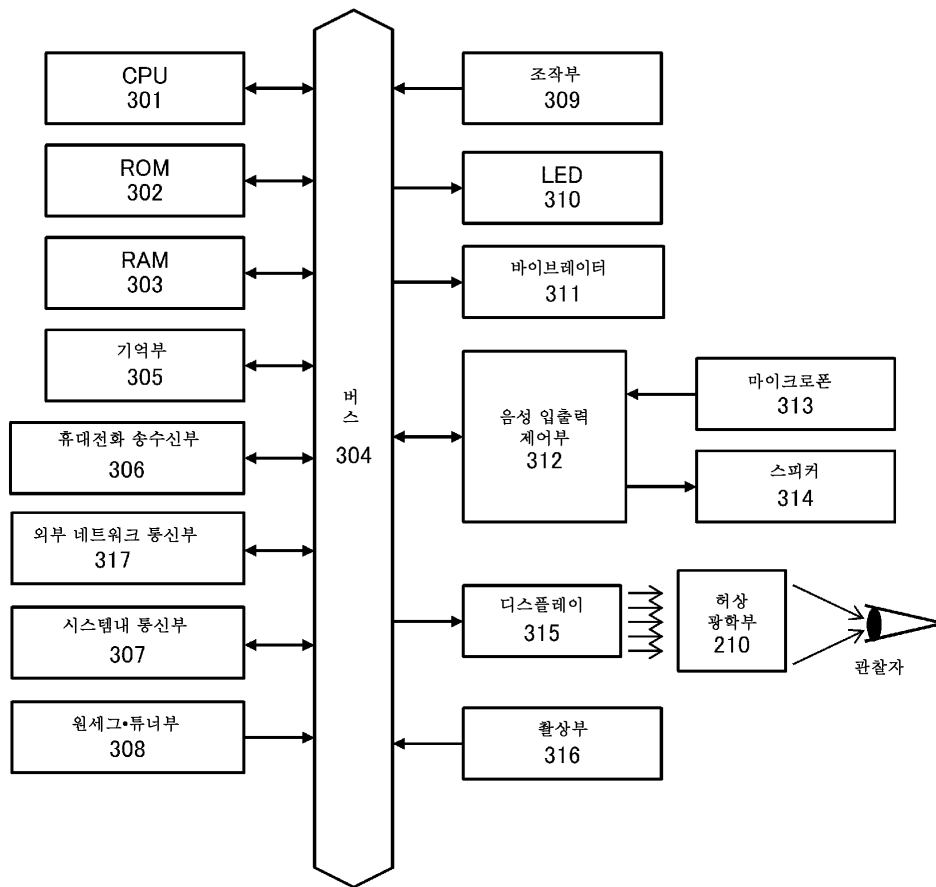 CPU
301
ROM
302
RAM
303
기억부
305
휴대전화 송수신부
306
외부 네트워크 통신부
317
시스템내 통신부
307
원세그•튜너부
308
버
스
304
조작부
309
LED
310
바이브레이터
311
음성 입출력
제어부
312
마이크로폰
313
스피커
314
디스플레이
315
허상
광학부
210
관찰자
촬상부
316